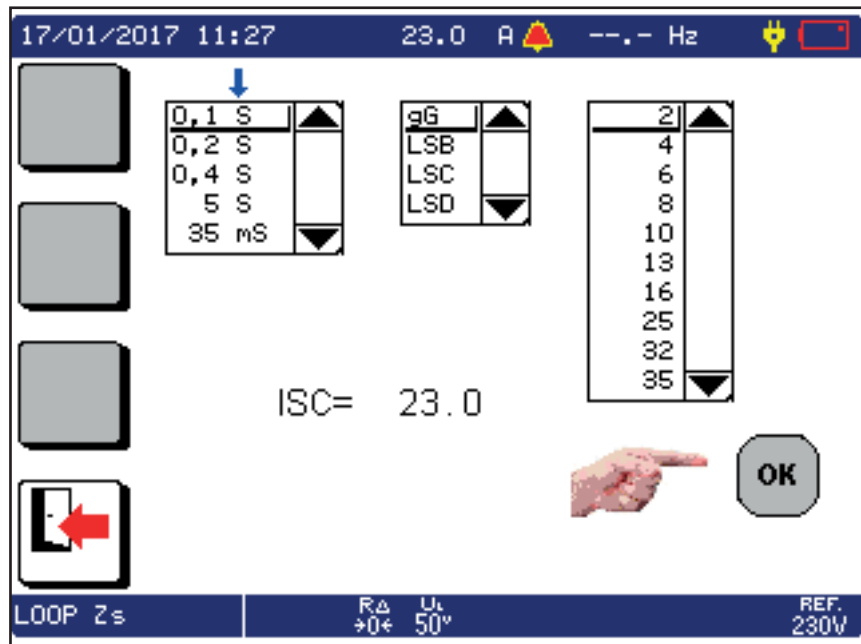 17/01/2017 11:27 23.0 A --.- Hz
0,1 S
0,2 S
0,4 S
5 S
35 mS
gG
LSB
LSC
LSD
2
4
6
8
10
13
16
25
32
35
ISC= 23.0
OK
LOOP Zs RΔ →0← UL 50V REF. 230V